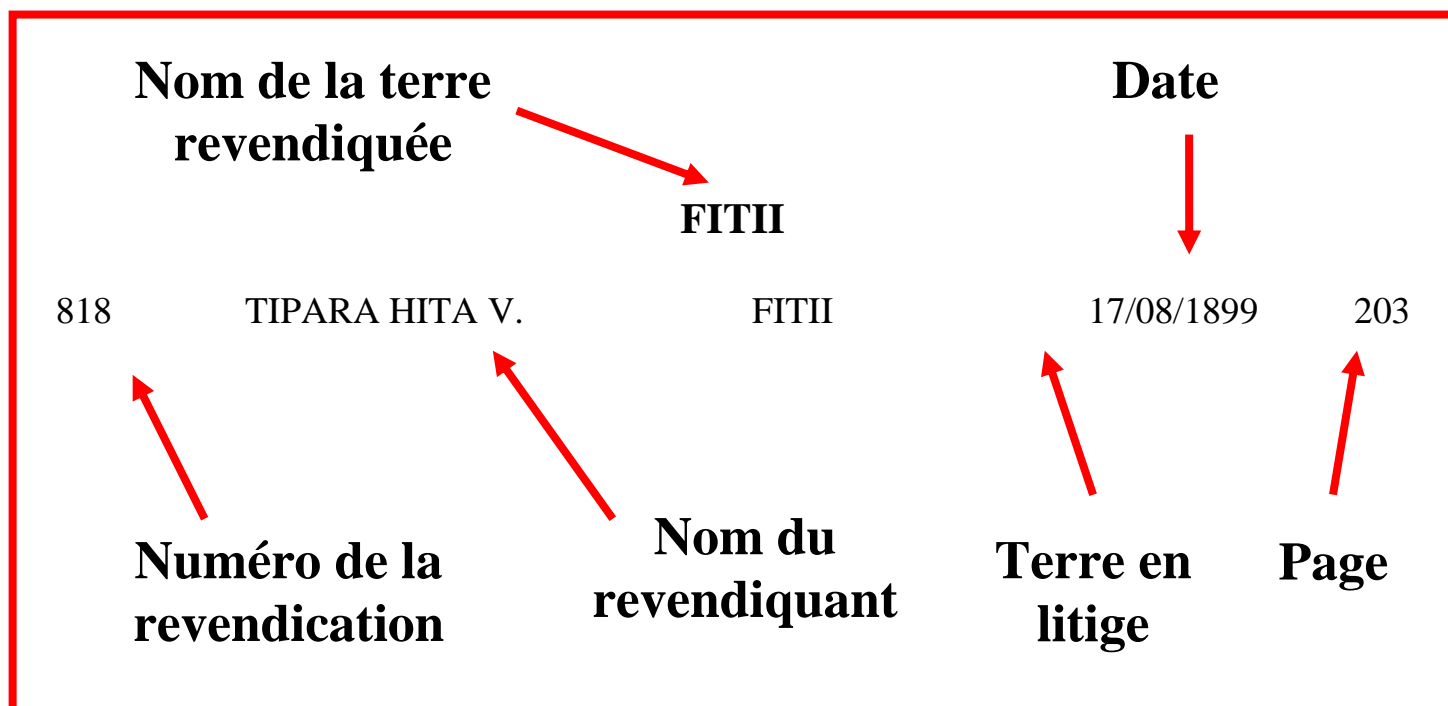 Nom de la terre
revendiquée
Date
FITII
818 TIPARA HITA V. FITII 17/08/1899 203
Numéro de la
revendication
Nom du
revendiquant
Terre en
litige
Page